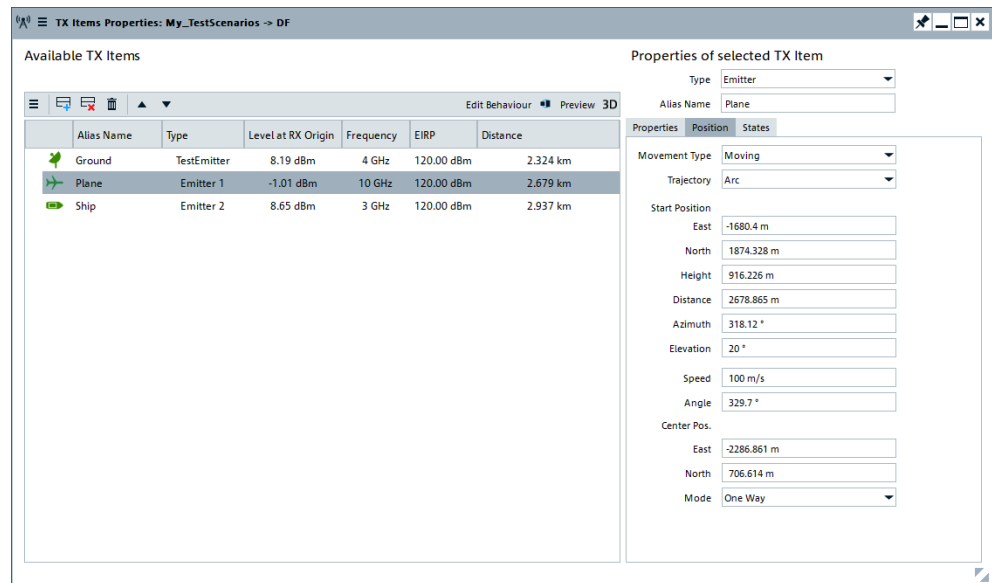 TX Items Properties: My_TestScenarios -> DF
Available TX Items
Edit Behaviour Preview 3D
Alias Name Type Level at RX Origin Frequency EIRP Distance
Ground TestEmitter 8.19 dBm 4 GHz 120.00 dBm 2.324 km
Plane Emitter 1 -1.01 dBm 10 GHz 120.00 dBm 2.679 km
Ship Emitter 2 8.65 dBm 3 GHz 120.00 dBm 2.937 km
Properties of selected TX Item
Type Emitter
Alias Name Plane
Properties Position States
Movement Type Moving
Trajectory Arc
Start Position
East -1680.4 m
North 1874.328 m
Height 916.226 m
Distance 2678.865 m
Azimuth 318.12 °
Elevation 20 °
Speed 100 m/s
Angle 329.7 °
Center Pos.
East -2286.861 m
North 706.614 m
Mode One Way